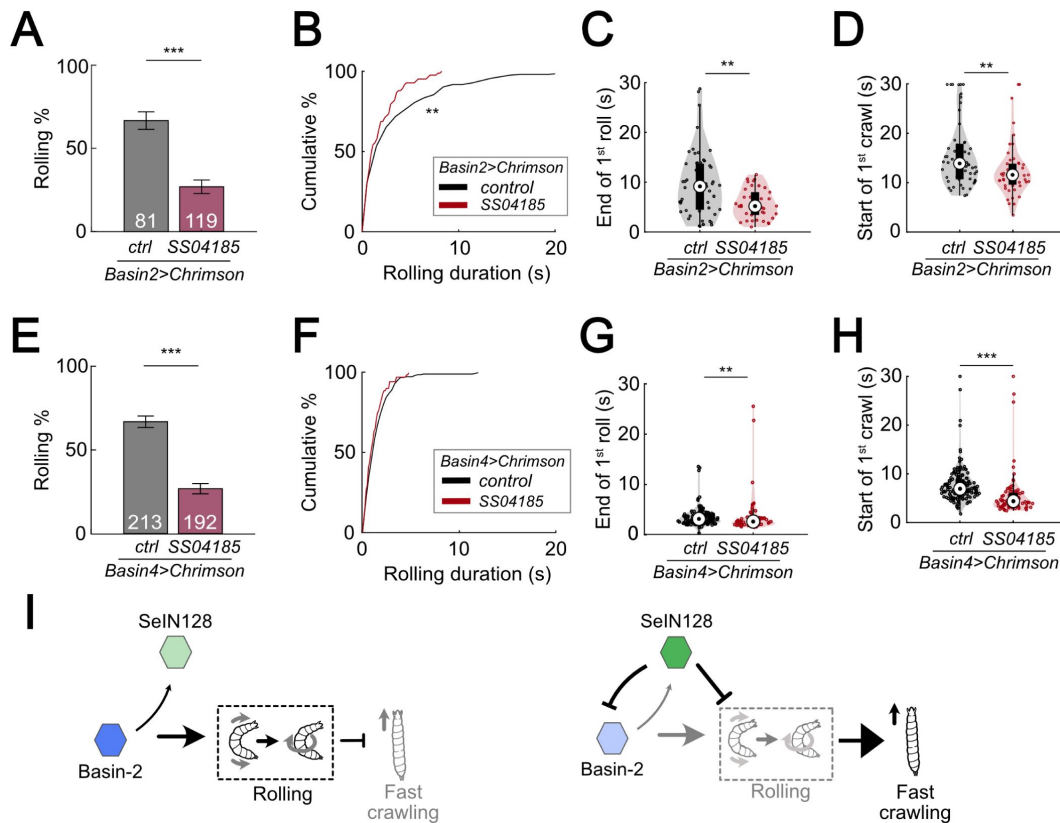 A
***
100
50
0
Rolling %
81
119
ctrl SS04185
Basin2>Chrimson
B
100
50
0
Cumulative %
**
Basin2>Chrimson
control
SS04185
0 10 20
Rolling duration (s)
C
**
30
20
10
0
End of 1st roll (s)
ctrl SS04185
Basin2>Chrimson
D
**
30
20
10
0
Start of 1st crawl (s)
ctrl SS04185
Basin2>Chrimson
E
***
100
50
0
Rolling %
213
192
ctrl SS04185
Basin4>Chrimson
F
100
50
0
Cumulative %
Basin4>Chrimson
control
SS04185
0 10 20
Rolling duration (s)
G
**
30
20
10
0
End of 1st roll (s)
ctrl SS04185
Basin4>Chrimson
H
***
30
20
10
0
Start of 1st crawl (s)
ctrl SS04185
Basin4>Chrimson
I
SeIN128
Basin-2
Rolling
Fast
crawling
SeIN128
Basin-2
Rolling
Fast
crawling